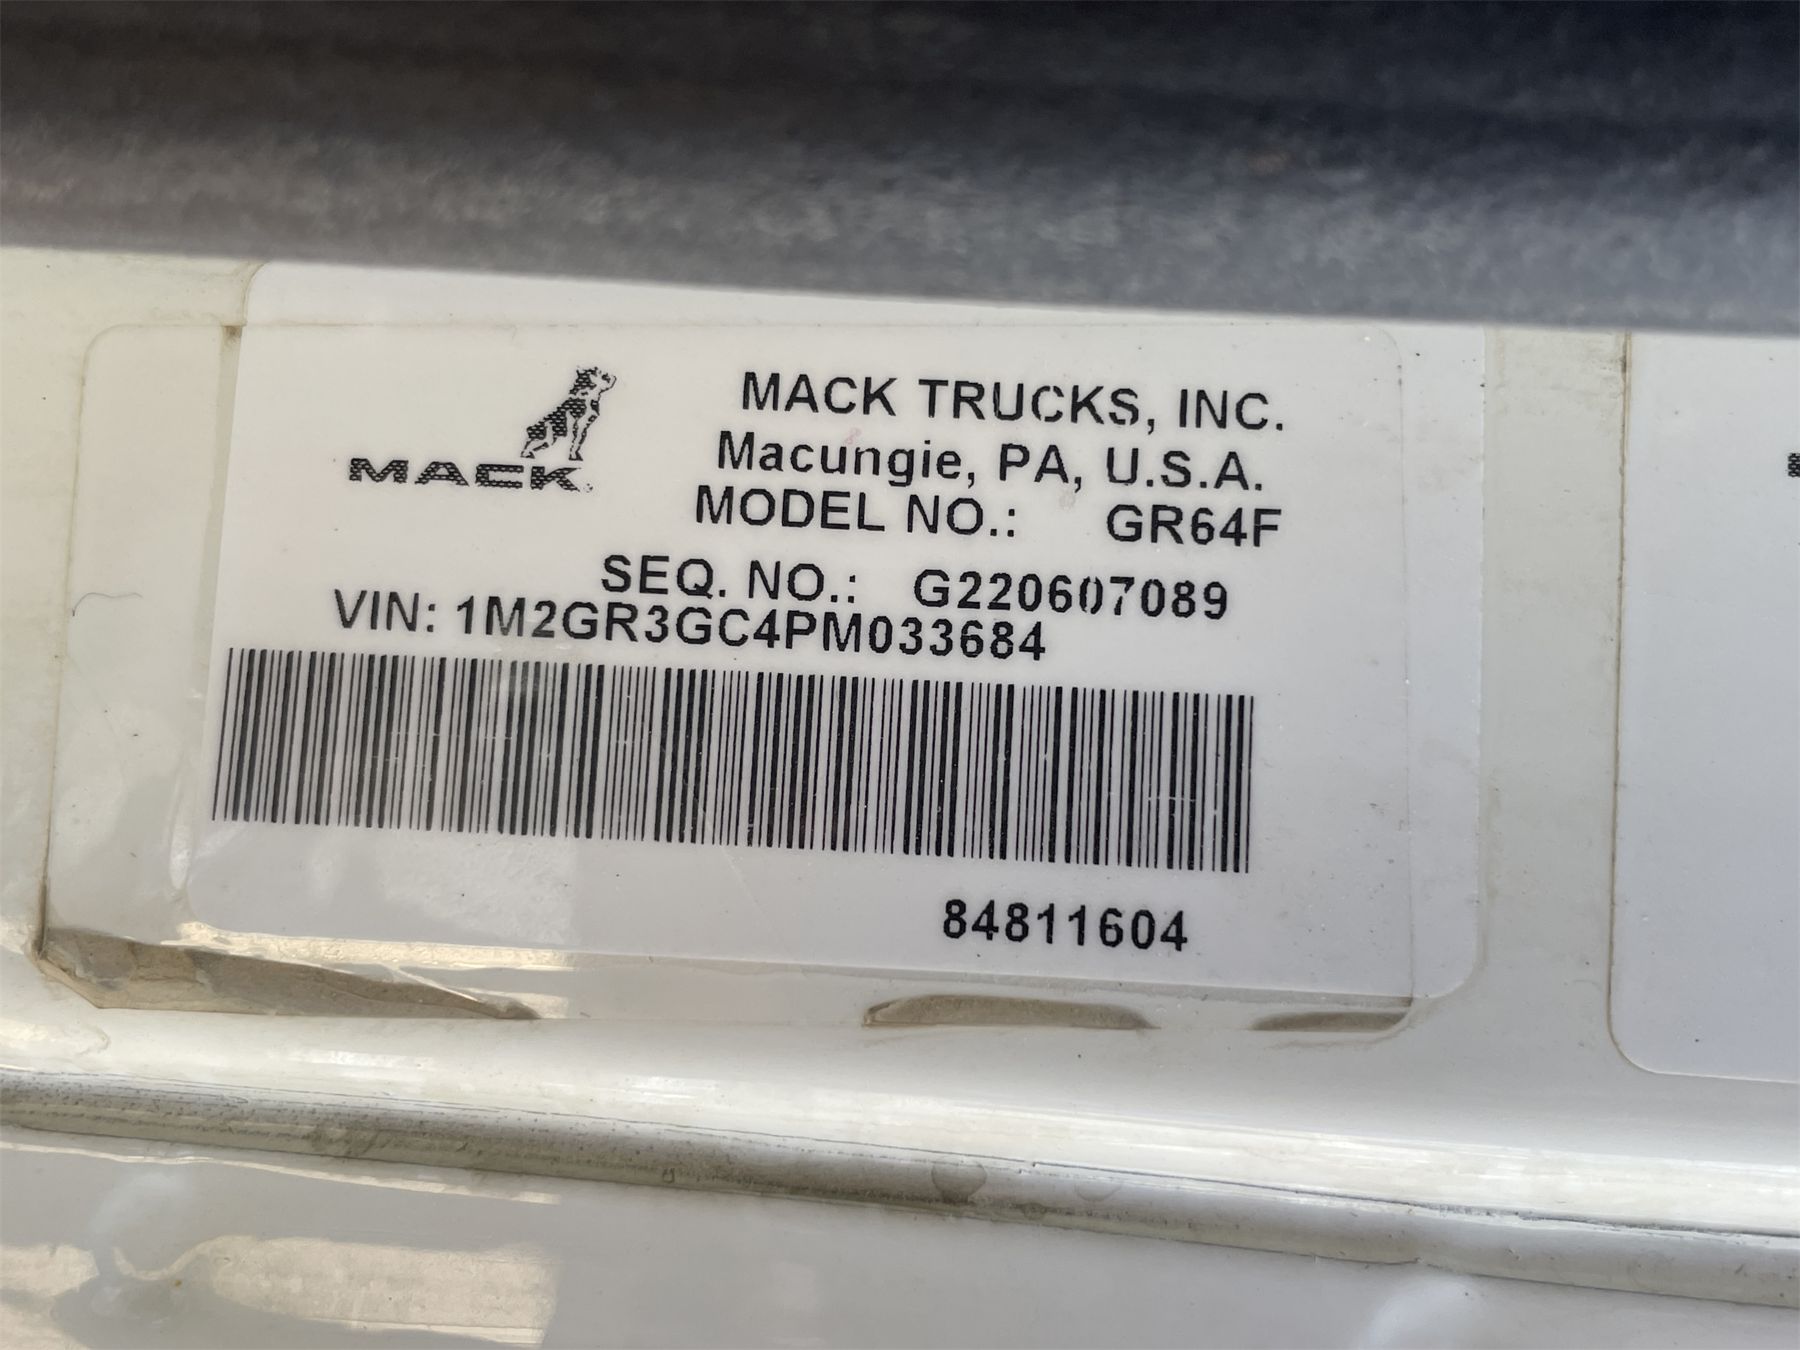 MACK TRUCKS, INC.
MACK
Macungie, PA, U.S.A.
MODEL NO.: GR64F
SEQ. NO.: G220607089
VIN: 1M2GR3GC4PM033684
84811604